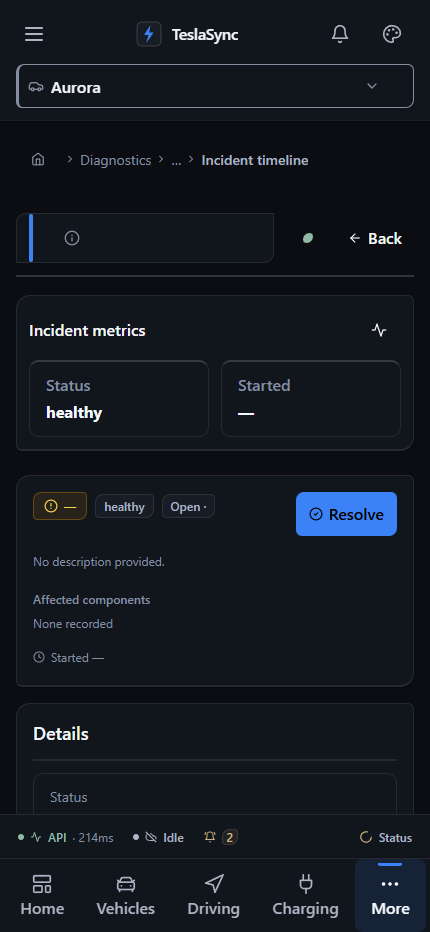 TeslaSync
Aurora
Diagnostics ... Incident timeline
Back
Incident metrics
Status Started
healthy —
— healthy Open · Resolve
No description provided.
Affected components
None recorded
Started —
Details
Status
API · 214ms Idle 2 Status
Home Vehicles Driving Charging More